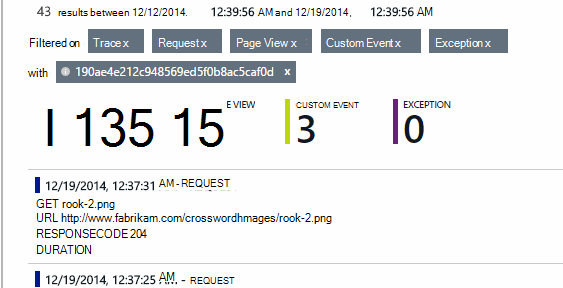 43 results between 12/12/2014. 12:39:56 AM and 12/19/2014, 12:39:56 AM
Filtered on Trace x Request x Page View x Custom Event x Exception x
with 190ae4e212c948569ed5f0b8ac5caf0d x
I 135 15 E VIEW CUSTOM EVENT 3 EXCEPTION 0
12/19/2014, 12:37:31 AM - REQUEST
GET rook-2.png
URL http://www.fabrikam.com/crosswordhmages/rook-2.png
RESPONSECODE 204
DURATION
12/19/2014, 12:37:25 AM... - REQUEST